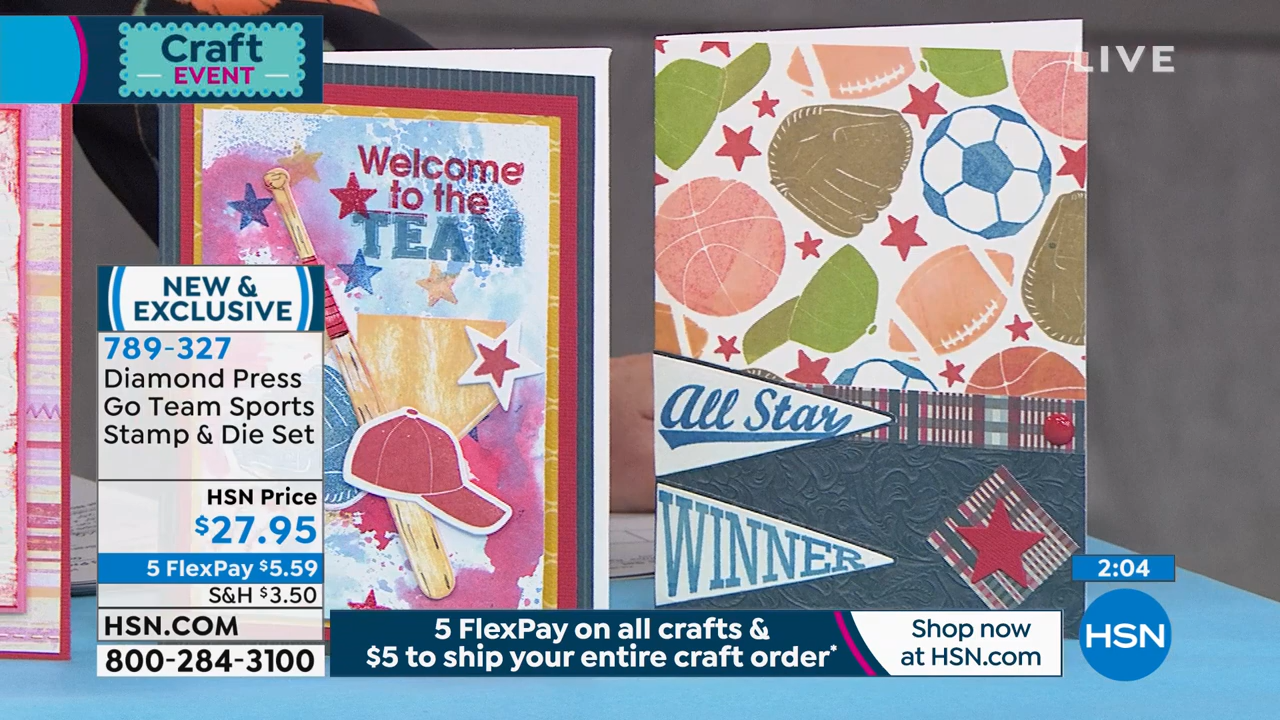 Craft
EVENT
LIVE
Welcome
to the
TEAM
NEW &
EXCLUSIVE
789-327
Diamond Press
Go Team Sports
Stamp & Die Set
HSN Price
$27.95
5 FlexPay $5.59
S&H $3.50
HSN.COM
800-284-3100
All Star
WINNER
2:04
HSN
5 FlexPay on all crafts &
$5 to ship your entire craft order*
Shop now
at HSN.com